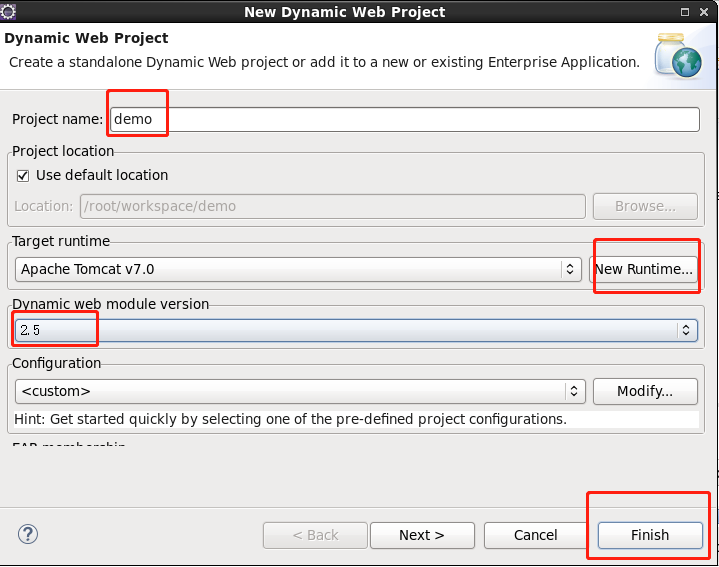 New Dynamic Web Project
Dynamic Web Project
Create a standalone Dynamic Web project or add it to a new or existing Enterprise Application.
Project name: demo
Project location
Use default location
Location: /root/workspace/demo Browse...
Target runtime
Apache Tomcat v7.0 New Runtime...
Dynamic web module version
2.5
Configuration
<custom> Modify...
Hint: Get started quickly by selecting one of the pre-defined project configurations.
EAR membership
< Back Next > Cancel Finish